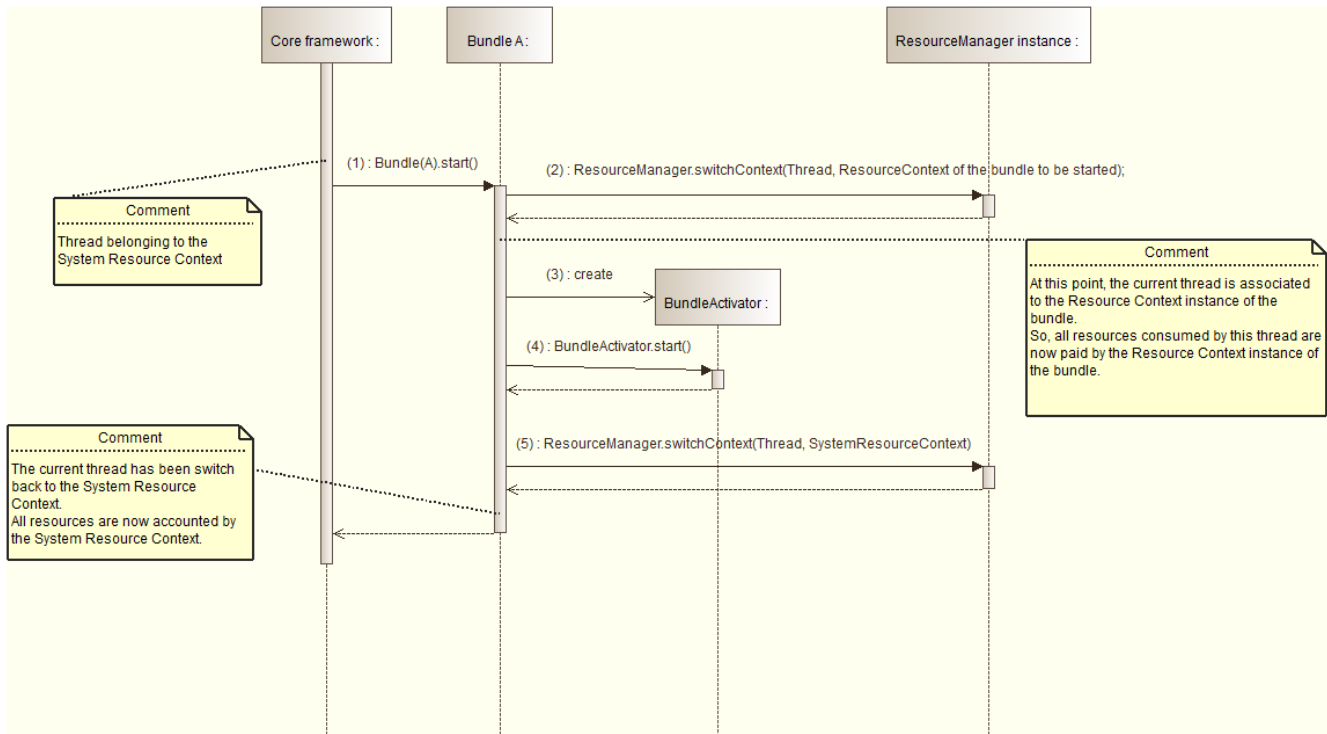 Core framework :
Bundle A :
ResourceManager instance :
(1) : Bundle(A).start()
(2) : ResourceManager.switchContext(Thread, ResourceContext of the bundle to be started);
Comment
Thread belonging to the
System Resource Context
Comment
At this point, the current thread is associated
to the Resource Context instance of the
bundle.
So, all resources consumed by this thread are
now paid by the Resource Context instance of
the bundle.
(3) : create
BundleActivator :
(4) : BundleActivator.start()
Comment
The current thread has been switch
back to the System Resource
Context.
All resources are now accounted by
the System Resource Context.
(5) : ResourceManager.switchContext(Thread, SystemResourceContext)